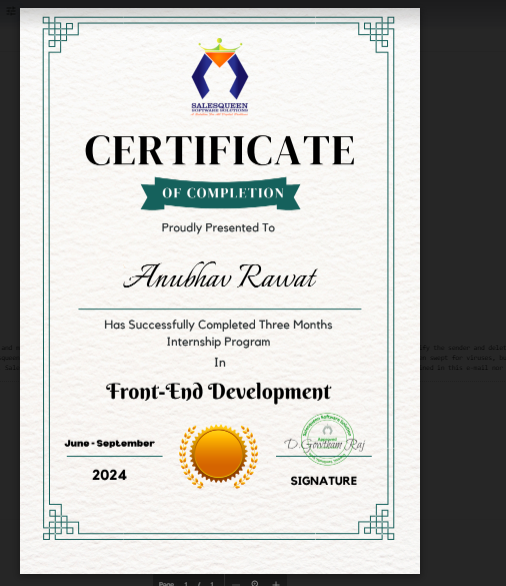 SALESQUEEN
SOFTWARE SOLUTIONS
CERTIFICATE
OF COMPLETION
Proudly Presented To
Anubhav Rawat
Has Successfully Completed Three Months
Internship Program
In
Front-End Development
June - September
2024
D.Gowtham Raj
SIGNATURE
Page 1 / 1